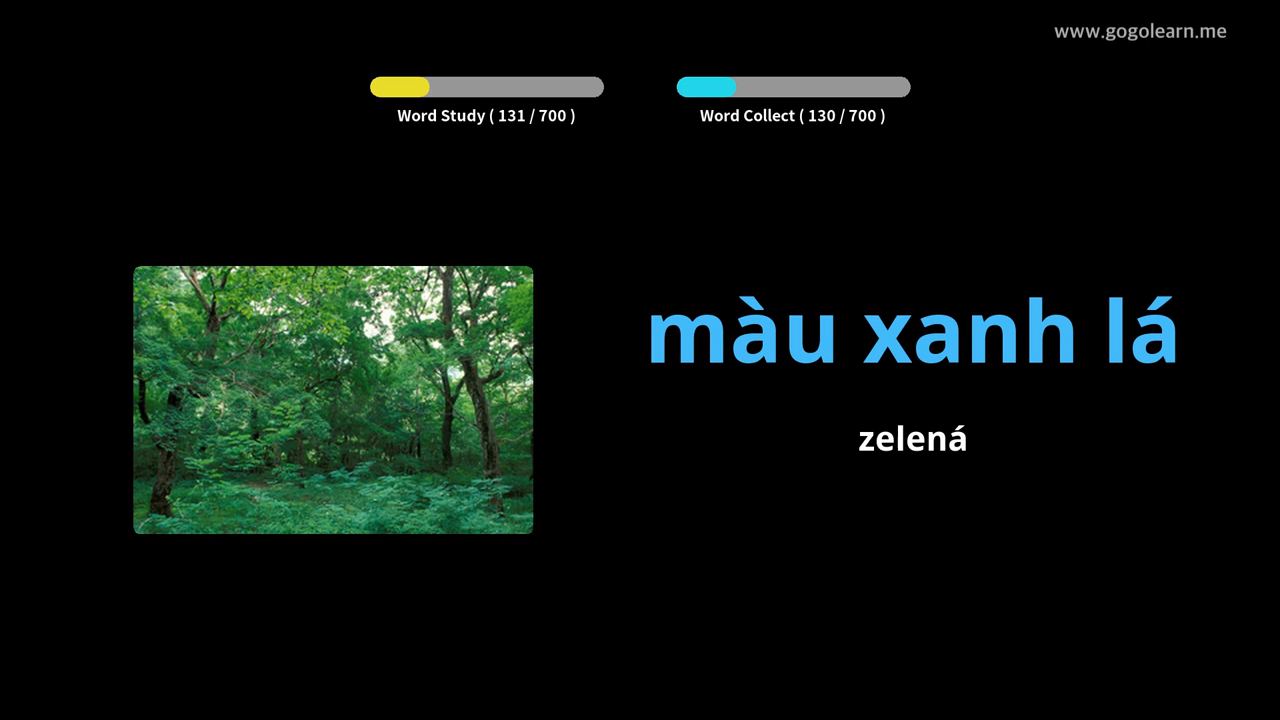 www.gogolearn.me
Word Study ( 131 / 700 )
Word Collect ( 130 / 700 )
màu xanh lá
zelená